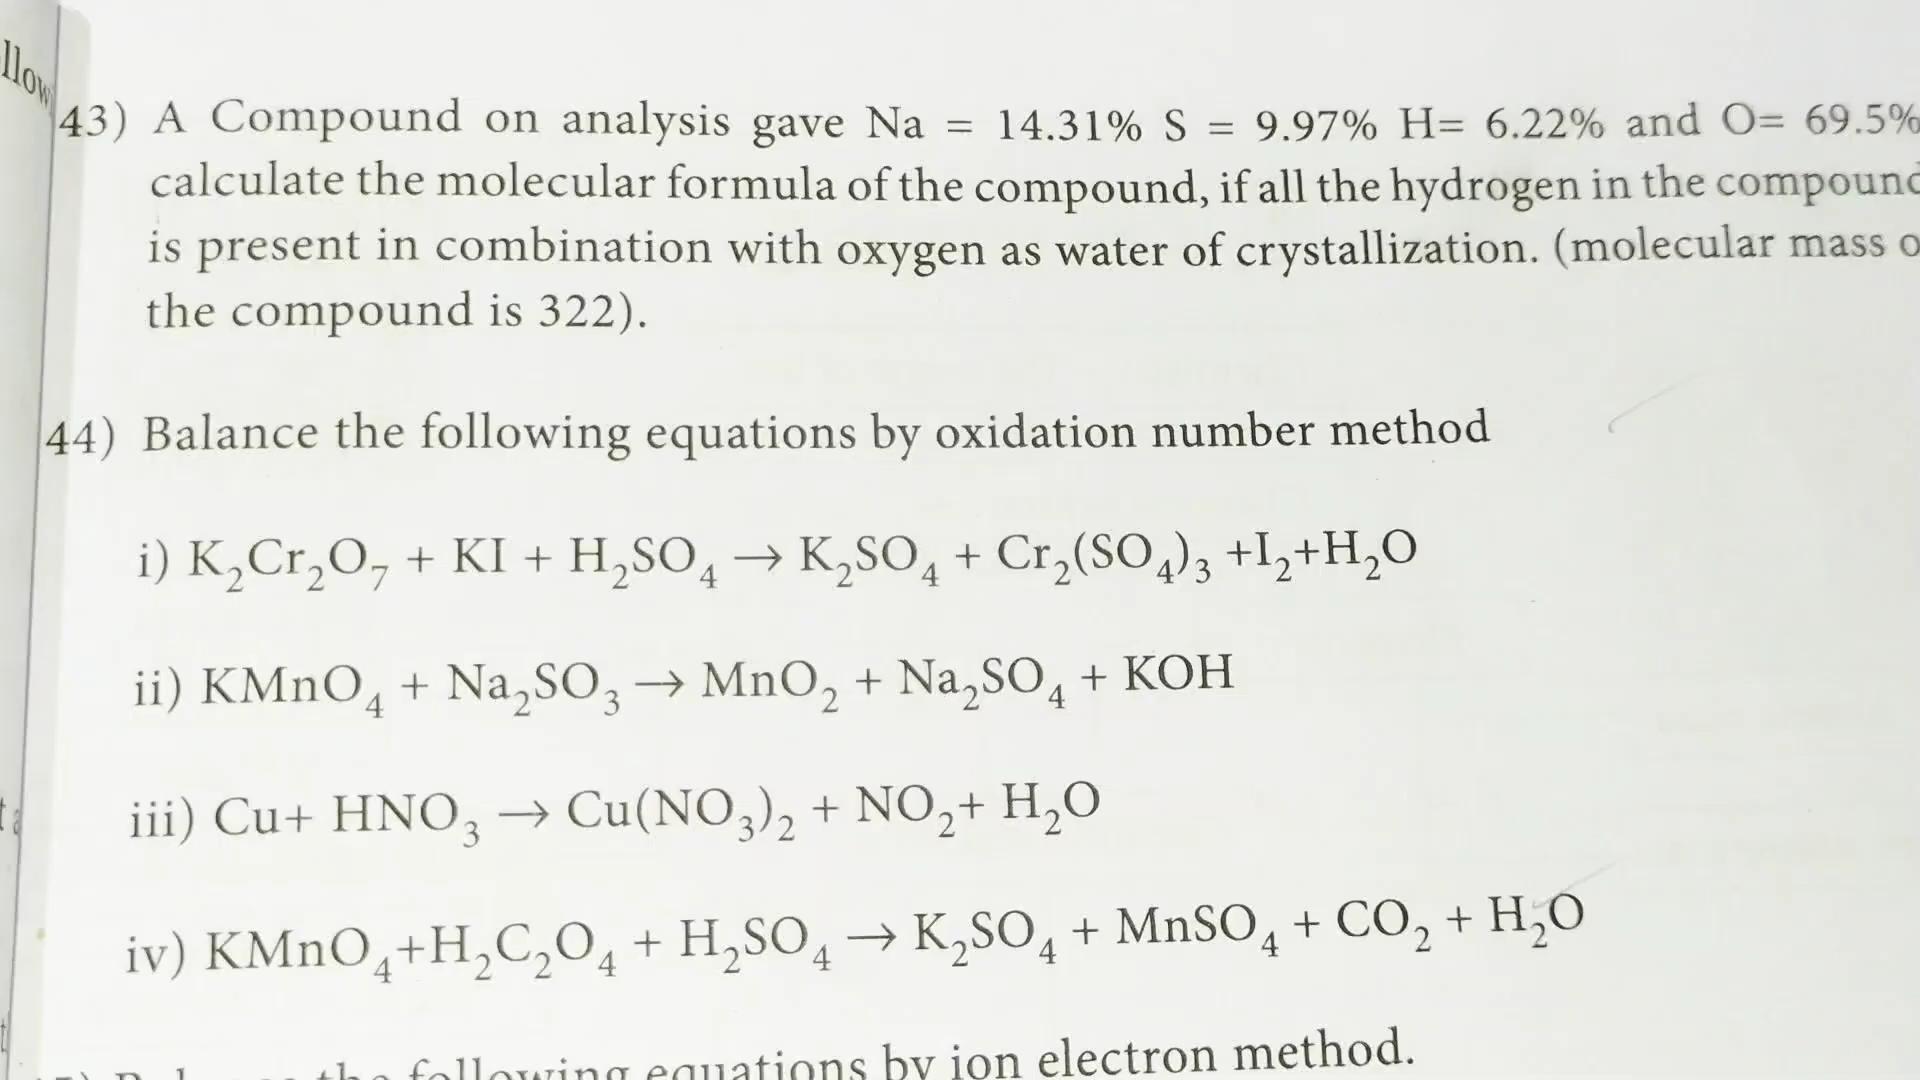 llow
43) A Compound on analysis gave Na = 14.31% S = 9.97% H= 6.22% and O= 69.5%
calculate the molecular formula of the compound, if all the hydrogen in the compound
is present in combination with oxygen as water of crystallization. (molecular mass o
the compound is 322).
44) Balance the following equations by oxidation number method
i) K₂Cr₂O₇ + KI + H₂SO₄ → K₂SO₄ + Cr₂(SO₄)₃ +I₂+H₂O
ii) KMnO₄ + Na₂SO₃ → MnO₂ + Na₂SO₄ + KOH
iii) Cu+ HNO₃ → Cu(NO₃)₂ + NO₂+ H₂O
iv) KMnO₄+H₂C₂O₄ + H₂SO₄ → K₂SO₄ + MnSO₄ + CO₂ + H₂O
the following equations by ion electron method.